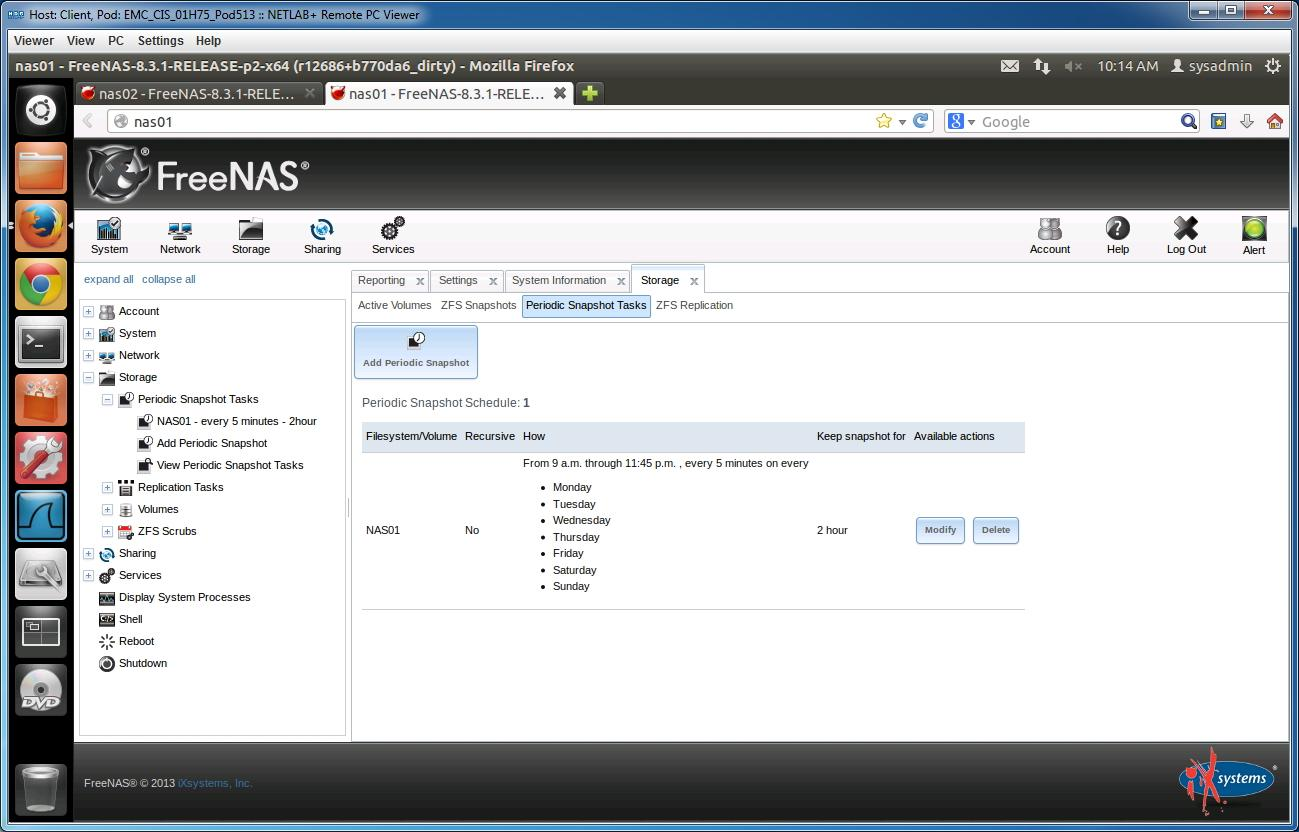 Host: Client, Pod: EMC_CIS_01H75_Pod513 :: NETLAB+ Remote PC Viewer
Viewer View PC Settings Help
nas01 - FreeNAS-8.3.1-RELEASE-p2-x64 (r12686+b770da6_dirty) - Mozilla Firefox 10:14 AM sysadmin
nas02 - FreeNAS-8.3.1-RELE... nas01 - FreeNAS-8.3.1-RELE...
nas01 Google
FreeNAS®
System Network Storage Sharing Services Account Help Log Out Alert
expand all collapse all
Account
System
Network
Storage
Periodic Snapshot Tasks
NAS01 - every 5 minutes - 2hour
Add Periodic Snapshot
View Periodic Snapshot Tasks
Replication Tasks
Volumes
ZFS Scrubs
Sharing
Services
Display System Processes
Shell
Reboot
Shutdown
Reporting Settings System Information Storage
Active Volumes ZFS Snapshots Periodic Snapshot Tasks ZFS Replication
Add Periodic Snapshot
Periodic Snapshot Schedule: 1
Filesystem/Volume Recursive How Keep snapshot for Available actions
From 9 a.m. through 11:45 p.m. , every 5 minutes on every
• Monday
• Tuesday
• Wednesday
• Thursday
• Friday
• Saturday
• Sunday
NAS01 No 2 hour Modify Delete
FreeNAS® © 2013 iXsystems, Inc.
iXsystems®
DVD